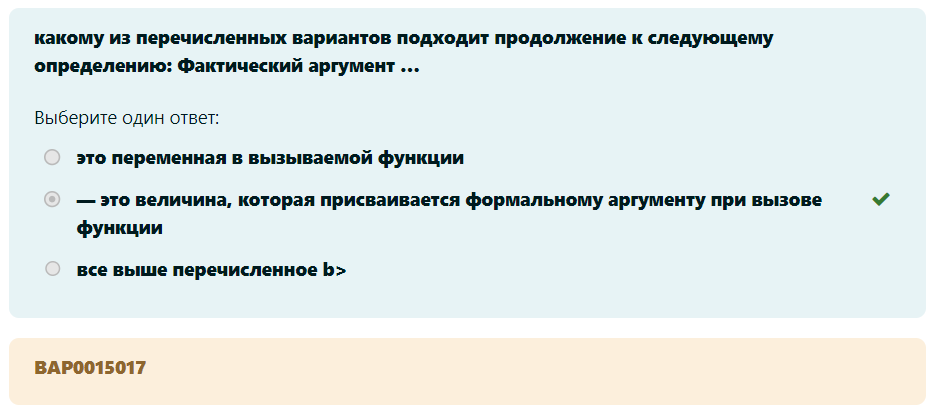 какому из перечисленных вариантов подходит продолжение к следующему
определению: Фактический аргумент ...
Выберите один ответ:
это переменная в вызываемой функции
— это величина, которая присваивается формальному аргументу при вызове
функции
все выше перечисленное b>
BAP0015017